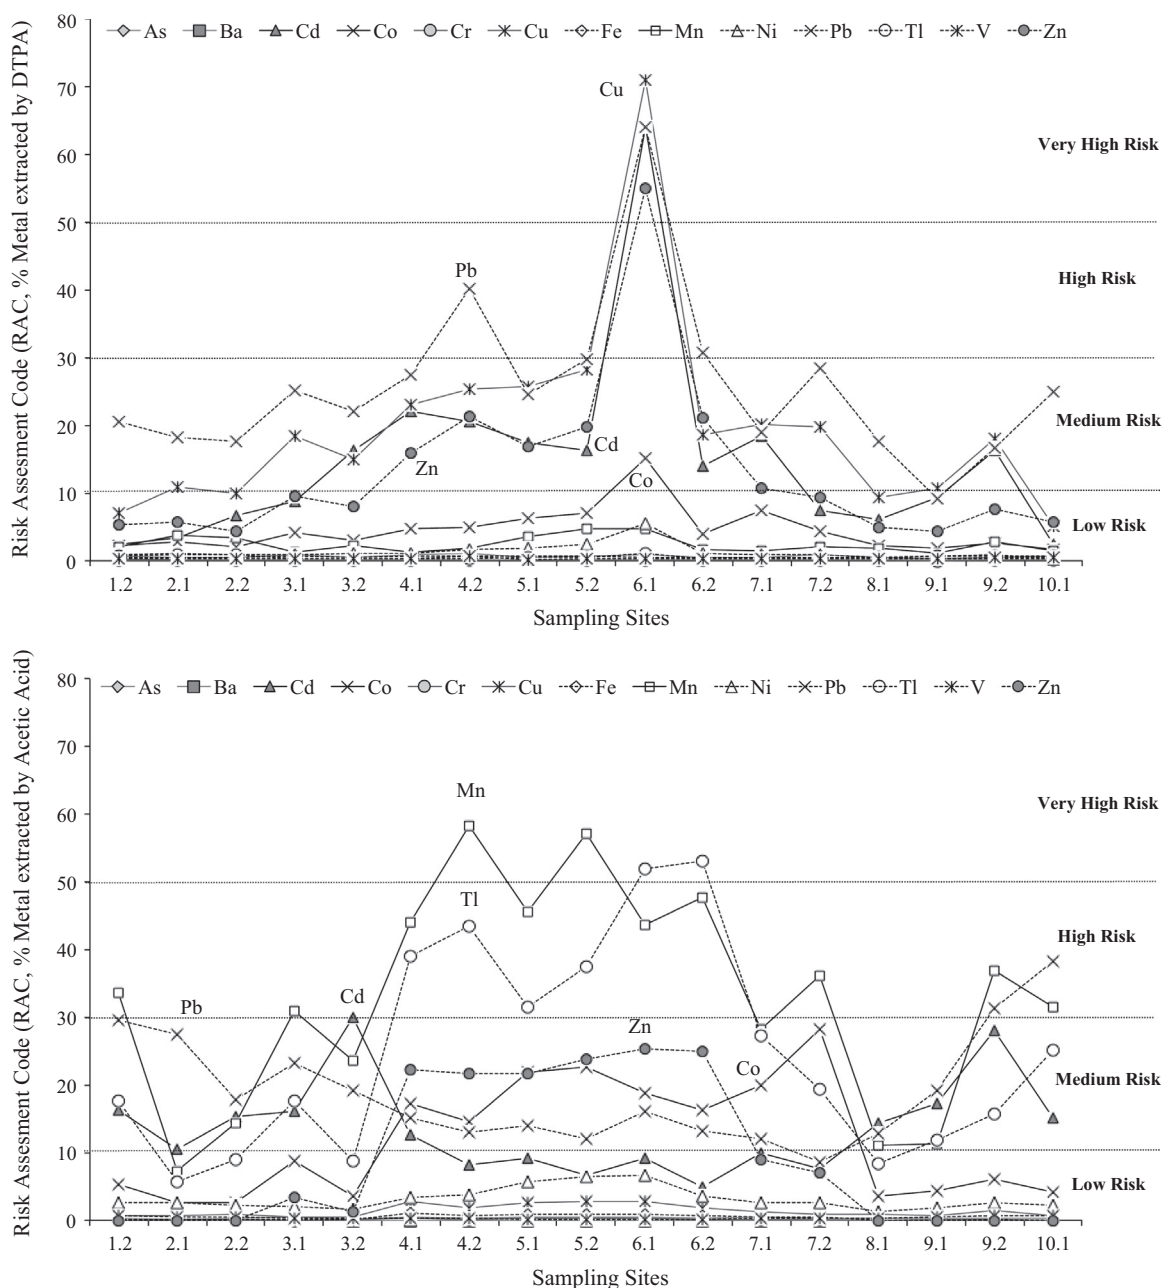 Risk Assesment Code (RAC, % Metal extracted by DTPA)
80
As Ba Cd Co Cr Cu Fe Mn Ni Pb Tl V Zn
70
Cu
60
Very High Risk
50
Pb
40
High Risk
30
20
Medium Risk
Cd
Zn
Co
10
Low Risk
0
1.2 2.1 2.2 3.1 3.2 4.1 4.2 5.1 5.2 6.1 6.2 7.1 7.2 8.1 9.1 9.2 10.1
Sampling Sites
Risk Assesment Code (RAC, % Metal extracted by Acetic Acid)
80
As Ba Cd Co Cr Cu Fe Mn Ni Pb Tl V Zn
70
Mn
60
Very High Risk
50
Tl
40
High Risk
Pb
Cd
30
Zn
Co
20
Medium Risk
10
Low Risk
0
1.2 2.1 2.2 3.1 3.2 4.1 4.2 5.1 5.2 6.1 6.2 7.1 7.2 8.1 9.1 9.2 10.1
Sampling Sites